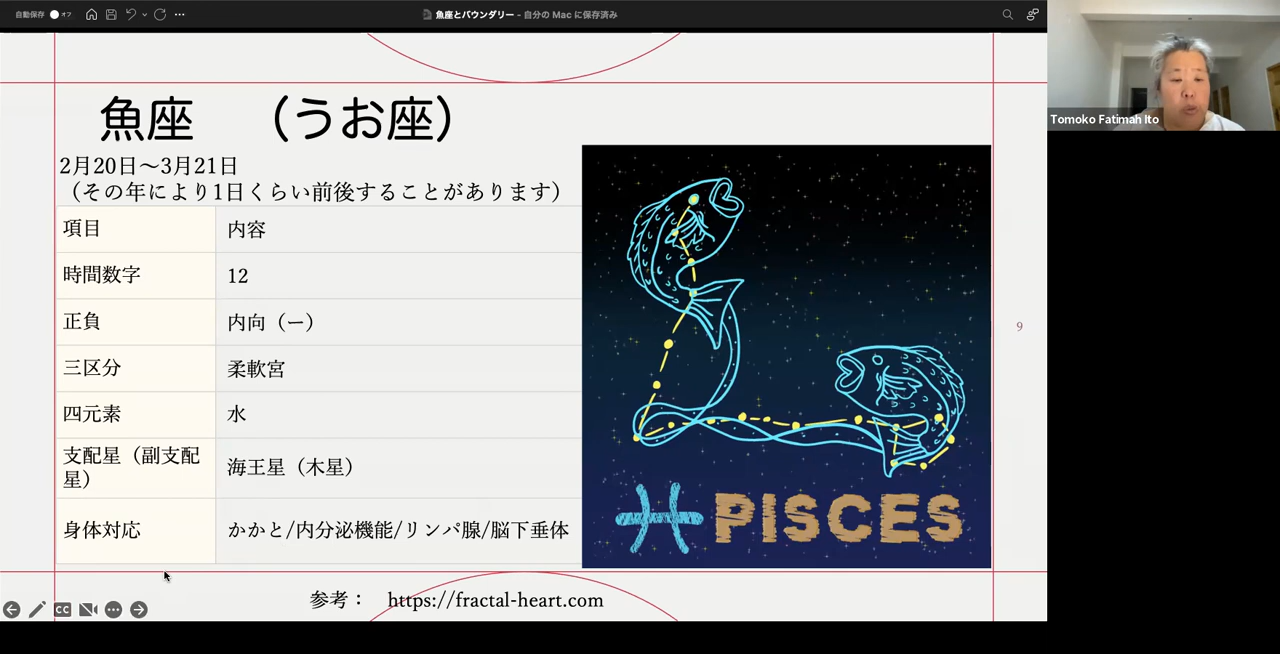 自動保存 オフ
魚座とバウンダリー – 自分の Mac に保存済み
魚座 （うお座）
2月20日〜3月21日
（その年により1日くらい前後することがあります）
項目 内容
時間数字 12
正負 内向（ー）
三区分 柔軟宮
四元素 水
支配星（副支配
星） 海王星（木星）
身体対応 かかと/内分泌機能/リンパ腺/脳下垂体
PISCES
9
参考： https://fractal-heart.com
CC
Tomoko Fatimah Ito